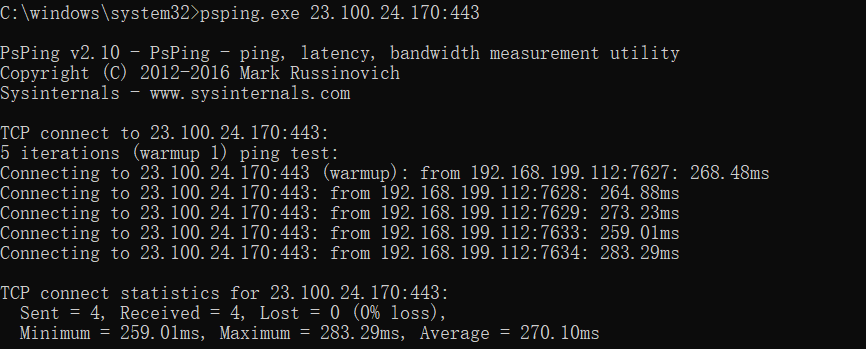 C:\windows\system32>psping.exe 23.100.24.170:443
PsPing v2.10 - PsPing - ping, latency, bandwidth measurement utility
Copyright (C) 2012-2016 Mark Russinovich
Sysinternals - www.sysinternals.com
TCP connect to 23.100.24.170:443:
5 iterations (warmup 1) ping test:
Connecting to 23.100.24.170:443 (warmup): from 192.168.199.112:7627: 268.48ms
Connecting to 23.100.24.170:443: from 192.168.199.112:7628: 264.88ms
Connecting to 23.100.24.170:443: from 192.168.199.112:7629: 273.23ms
Connecting to 23.100.24.170:443: from 192.168.199.112:7633: 259.01ms
Connecting to 23.100.24.170:443: from 192.168.199.112:7634: 283.29ms
TCP connect statistics for 23.100.24.170:443:
Sent = 4, Received = 4, Lost = 0 (0% loss),
Minimum = 259.01ms, Maximum = 283.29ms, Average = 270.10ms